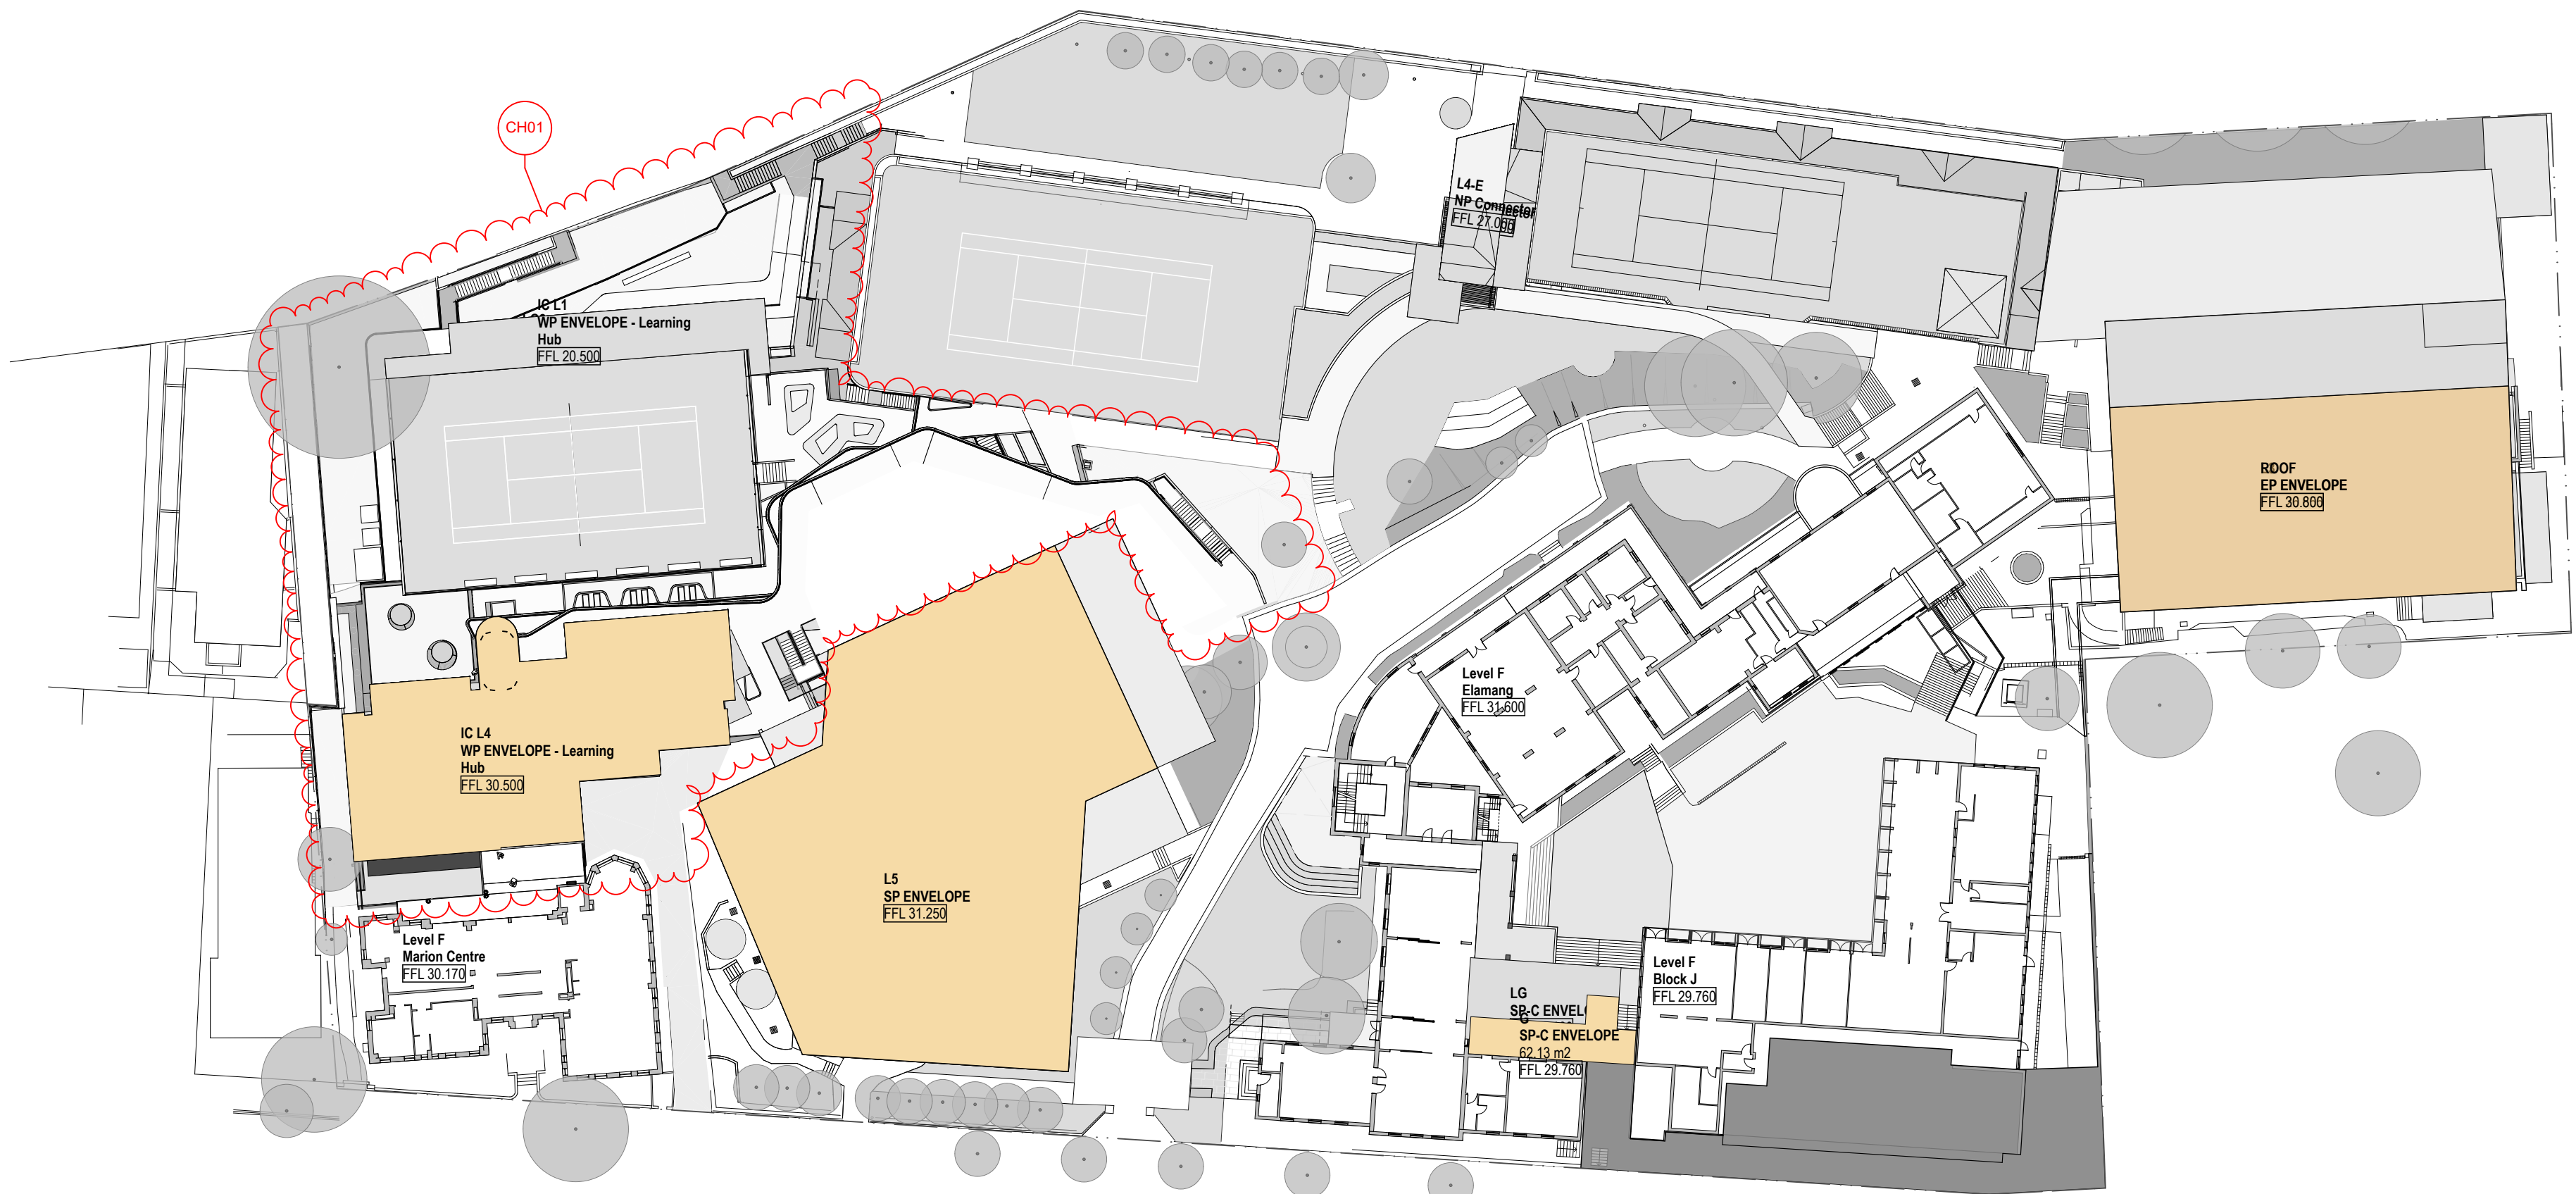 CH01
L4-E
NP Connector
FFL 27.000
IC L1
WP ENVELOPE - Learning
Hub
FFL 20.500
ROOF
EP ENVELOPE
FFL 30.800
Level F
Elamang
FFL 31.600
IC L4
WP ENVELOPE - Learning
Hub
FFL 30.500
L5
SP ENVELOPE
FFL 31.250
Level F
Marion Centre
FFL 30.170
Level F
Block J
FFL 29.760
LG
SP-C ENVEL
G
SP-C ENVELOPE
62.13 m2
FFL 29.760